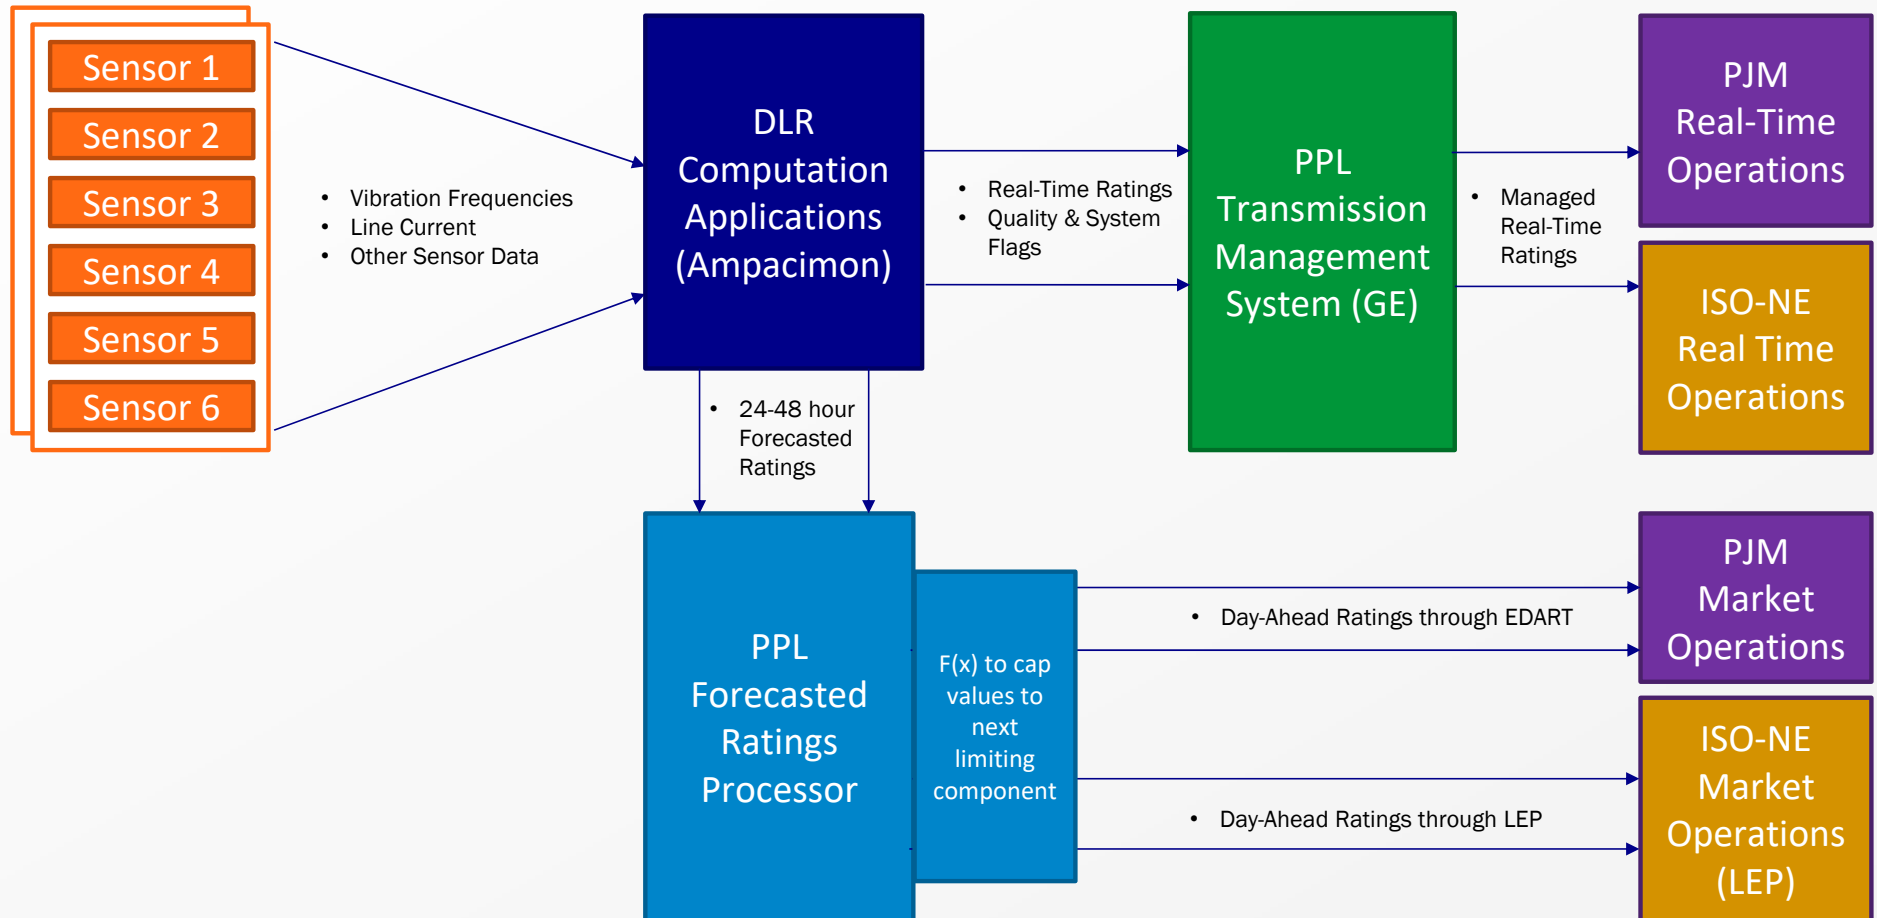 Sensor 1
Sensor 2
Sensor 3
Sensor 4
Sensor 5
Sensor 6
• Vibration Frequencies
• Line Current
• Other Sensor Data
DLR
Computation
Applications
(Ampacimon)
• Real-Time Ratings
• Quality & System
Flags
PPL
Transmission
Management
System (GE)
• Managed
Real-Time
Ratings
PJM
Real-Time
Operations
ISO-NE
Real Time
Operations
• 24-48 hour
Forecasted
Ratings
PPL
Forecasted
Ratings
Processor
F(x) to cap
values to
next
limiting
component
• Day-Ahead Ratings through EDART
• Day-Ahead Ratings through LEP
PJM
Market
Operations
ISO-NE
Market
Operations
(LEP)